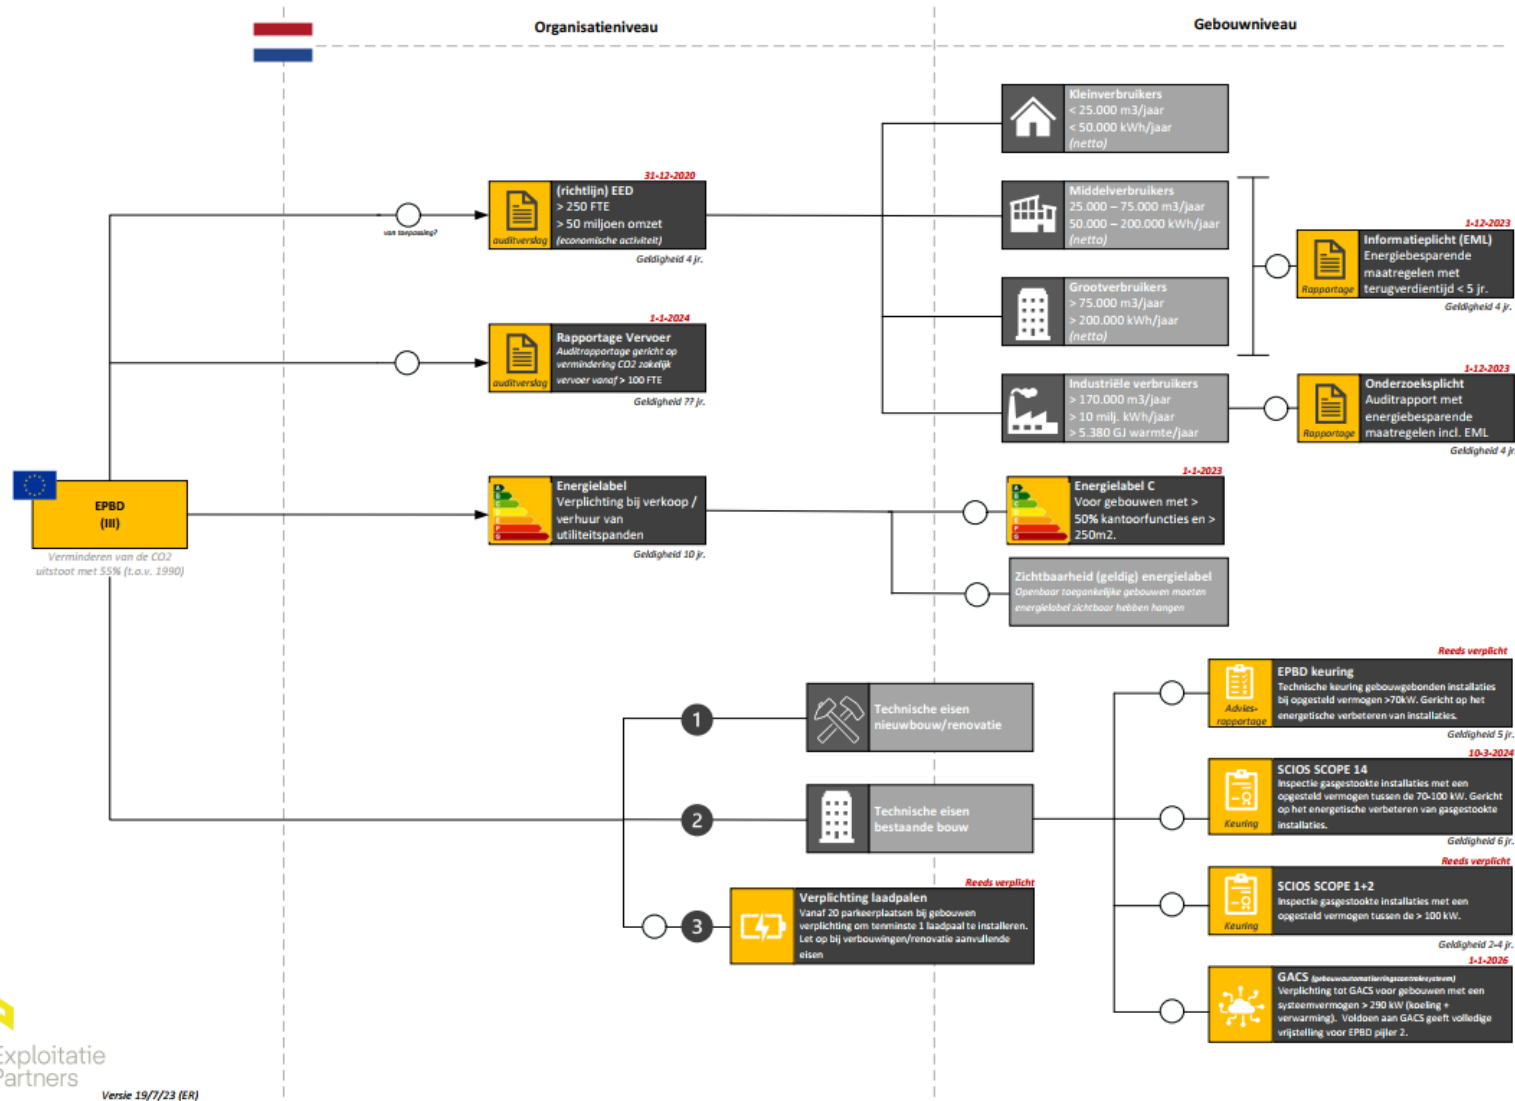 Organisatieniveau
Gebouwniveau
Kleinverbruikers
< 25.000 m3/jaar
< 50.000 kWh/jaar
(netto)
31-12-2020
(richtlijn) EED
> 250 FTE
> 50 miljoen omzet
(economische activiteit)
auditverslag
Geldigheid 4 jr.
van toepassing?
Middelverbruikers
25.000 – 75.000 m3/jaar
50.000 – 200.000 kWh/jaar
(netto)
1-12-2023
Informatieplicht (EML)
Energiebesparende
maatregelen met
terugverdientijd < 5 jr.
Rapportage
Geldigheid 4 jr.
Grootverbruikers
> 75.000 m3/jaar
> 200.000 kWh/jaar
(netto)
1-1-2024
Rapportage Vervoer
Auditrapportage gericht op
vermindering CO2 zakelijk
vervoer vanaf > 100 FTE
auditverslag
Geldigheid ?? jr.
Industriële verbruikers
> 170.000 m3/jaar
> 10 milj. kWh/jaar
> 5.380 GJ warmte/jaar
1-12-2023
Onderzoeksplicht
Auditrapport met
energiebesparende
maatregelen incl. EML
Rapportage
Geldigheid 4 jr
EPBD
(III)
Verminderen van de CO2
uitstoot met 55% (t.o.v. 1990)
Energielabel
Verplichting bij verkoop /
verhuur van
utiliteitspanden
Geldigheid 10 jr.
1-1-2023
Energielabel C
Voor gebouwen met >
50% kantoorfuncties en >
250m2.
Zichtbaarheid (geldig) energielabel
Openbaar toegankelijke gebouwen moeten
energielabel zichtbaar hebben hangen
1
Technische eisen
nieuwbouw/renovatie
2
Technische eisen
bestaande bouw
Reeds verplicht
3
Verplichting laadpalen
Vanaf 20 parkeerplaatsen bij gebouwen
verplichting om tenminste 1 laadpaal te installeren.
Let op bij verbouwingen/renovatie aanvullende
eisen
Reeds verplicht
EPBD keuring
Technische keuring gebouwgebonden installaties
bij opgesteld vermogen >70kW. Gericht op het
energetische verbeteren van installaties.
Advies-
rapportage
Geldigheid 5 jr.
10-3-2024
SCIOS SCOPE 14
Inspectie gasgestookte installaties met een
opgesteld vermogen tussen de 70-100 kW. Gericht
op het energetische verbeteren van gasgestookte
installaties.
Keuring
Geldigheid 6 jr.
Reeds verplicht
SCIOS SCOPE 1+2
Inspectie gasgestookte installaties met een
opgesteld vermogen tussen de > 100 kW.
Keuring
Geldigheid 2-4 jr.
1-1-2026
GACS (gebouwautomatiseringscontrolesysteem)
Verplichting tot GACS voor gebouwen met een
systeemvermogen > 290 kW (koeling +
verwarming). Voldoen aan GACS geeft volledige
vrijstelling voor EPBD pijler 2.
Exploitatie
Partners
Versie 19/7/23 (ER)